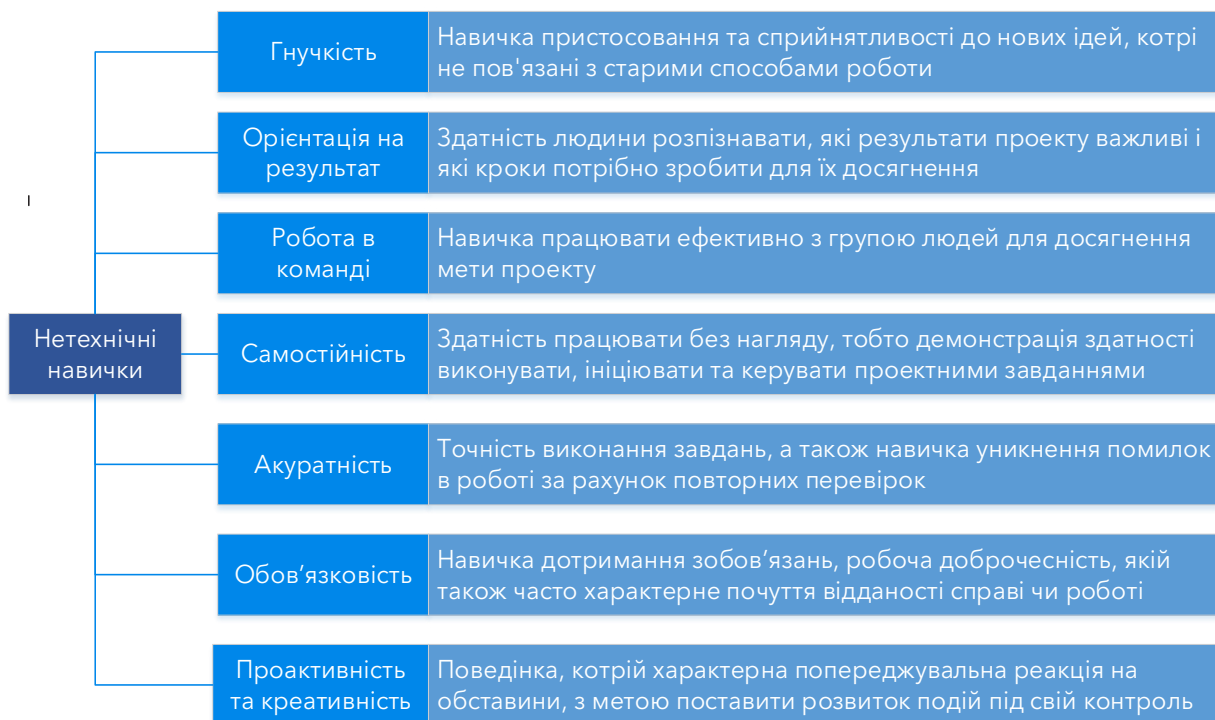 Гнучкість
Навичка пристосовання та сприйнятливості до нових ідей, котрі
не пов'язані з старими способами роботи
Орієнтація на
результат
Здатність людини розпізнавати, які результати проекту важливі і
які кроки потрібно зробити для їх досягнення
Робота в
команді
Навичка працювати ефективно з групою людей для досягнення
мети проекту
Нетехнічні
навички
Самостійність
Здатність працювати без нагляду, тобто демонстрація здатності
виконувати, ініціювати та керувати проектними завданнями
Акуратність
Точність виконання завдань, а також навичка уникнення помилок
в роботі за рахунок повторних перевірок
Обов’язковість
Навичка дотримання зобов’язань, робоча доброчесність, якій
також часто характерне почуття відданості справі чи роботі
Проактивність
та креативність
Поведінка, котрій характерна попереджувальна реакція на
обставини, з метою поставити розвиток подій під свій контроль